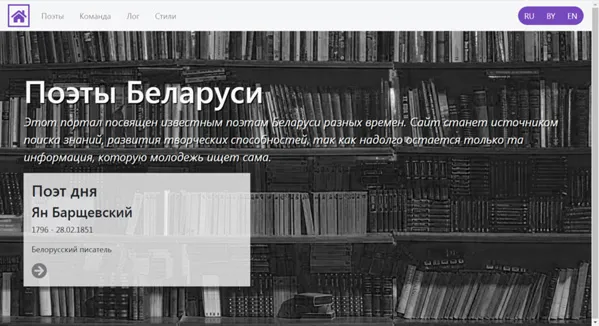 Поэты Команда Лог Стили RU BY EN
Поэты Беларуси
Этот портал посвящен известным поэтам Беларуси разных времен. Сайт станет источником
поиска знаний, развития творческих способностей, так как надолго остается только та
информация, которую молодежь ищет сама.
Поэт дня
Ян Барщевский
1796 - 28.02.1851
Белорусский писатель